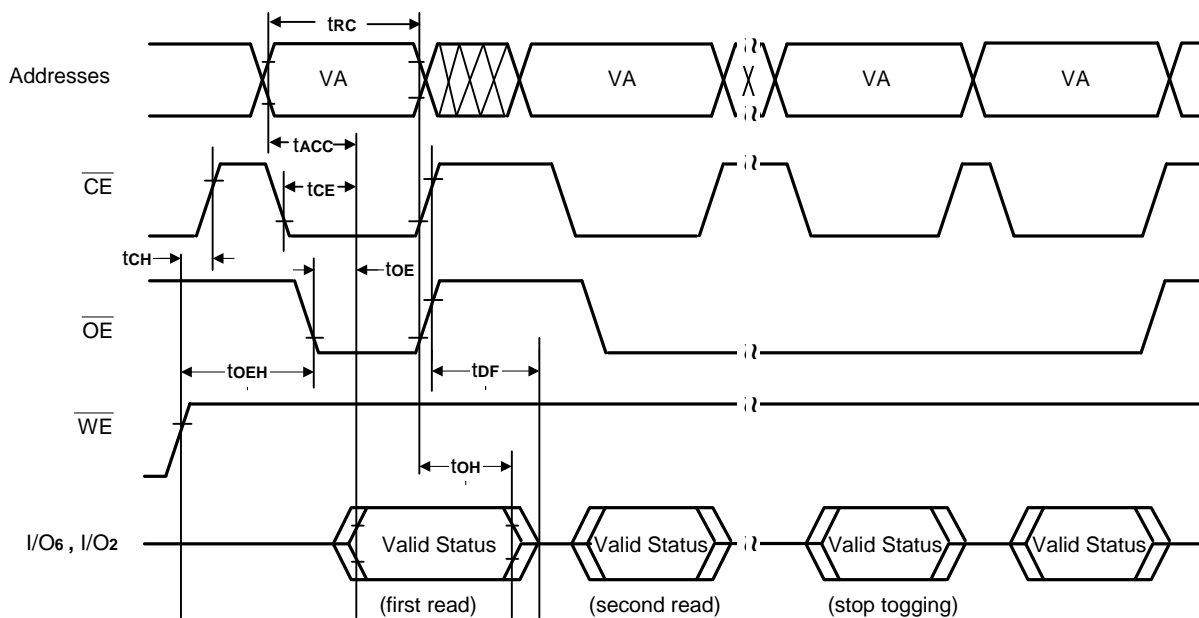 tRC
Addresses VA VA VA VA
tACC
CE
tCE
tCH
tOE
OE
tOEH
tDF
WE
tOH
I/O6 , I/O2 Valid Status Valid Status Valid Status Valid Status
(first read) (second read) (stop togging)